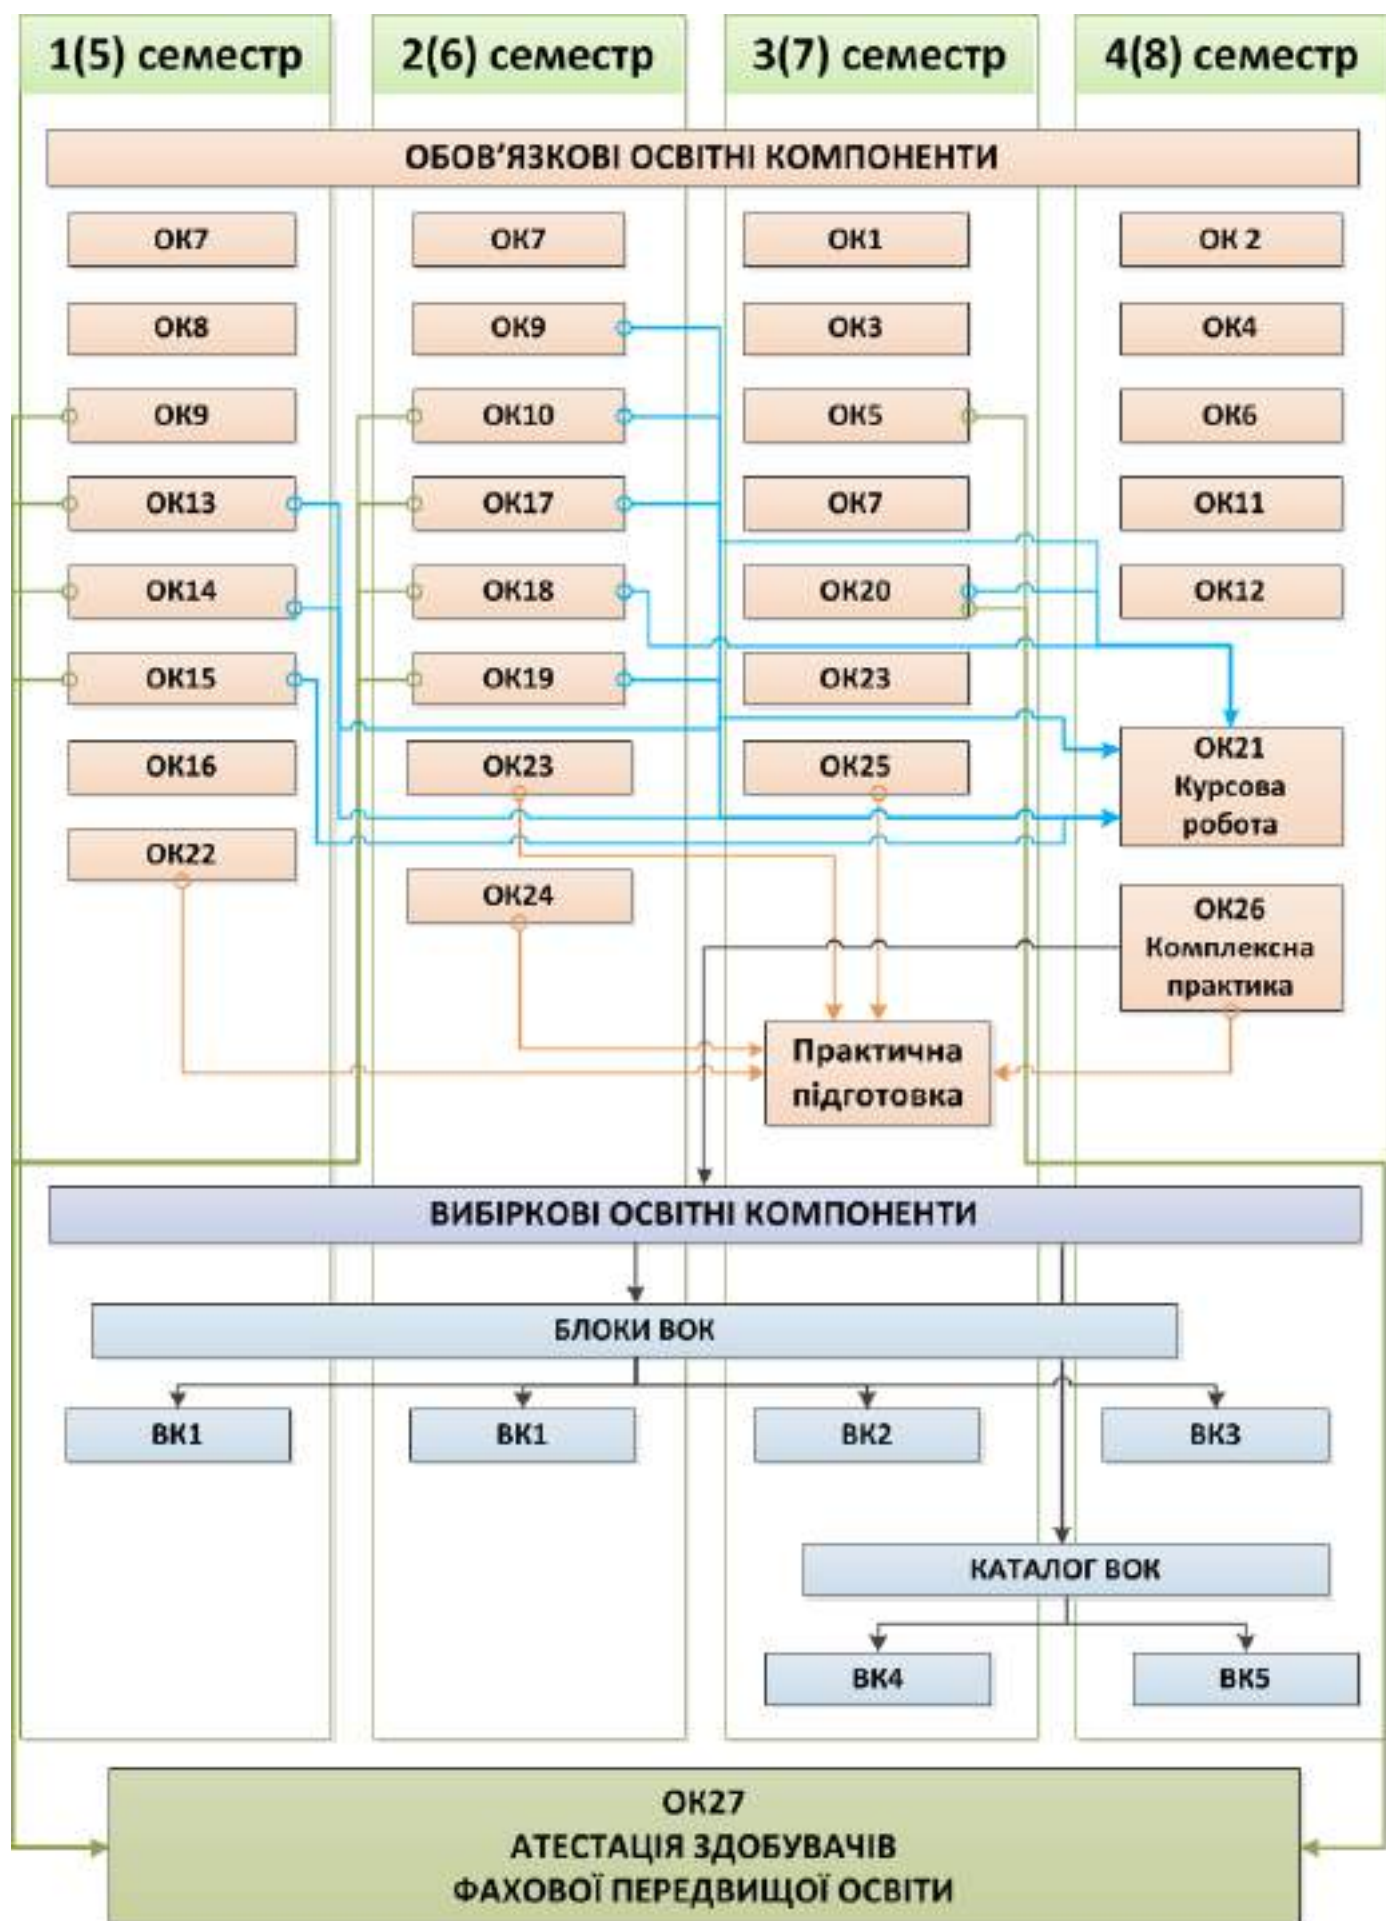 1(5) семестр
2(6) семестр
3(7) семестр
4(8) семестр
ОБОВ'ЯЗКОВІ ОСВІТНІ КОМПОНЕНТИ
ОК7
ОК7
ОК1
ОК 2
ОК8
ОК9
ОК3
ОК4
ОК9
ОК10
ОК5
ОК6
ОК13
ОК17
ОК7
ОК11
ОК14
ОК18
ОК20
ОК12
ОК15
ОК19
ОК23
ОК16
ОК23
ОК25
ОК21
Курсова
робота
ОК22
ОК24
ОК26
Комплексна
практика
Практична
підготовка
ВИБІРКОВІ ОСВІТНІ КОМПОНЕНТИ
БЛОКИ ВОК
ВК1
ВК1
ВК2
ВК3
КАТАЛОГ ВОК
ВК4
ВК5
ОК27
АТЕСТАЦІЯ ЗДОБУВАЧІВ
ФАХОВОЇ ПЕРЕДВИЩОЇ ОСВІТИ